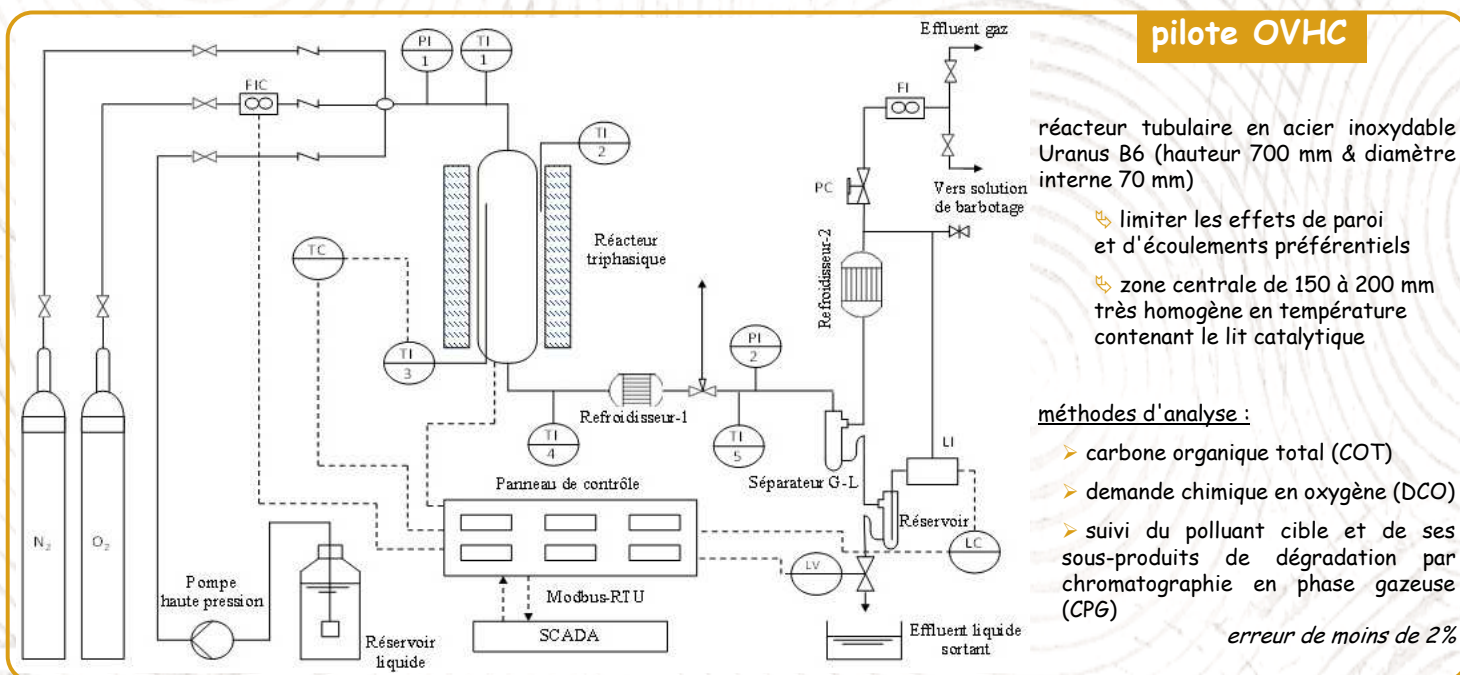 pilote OVHC
Effluent gaz
PI
1
TI
1
FIC
FI
TI
2
PC
Vers solution
de barbotage
Réacteur
triphasique
TC
Refroidisseur-2
TI
3
PI
2
Refroidisseur-1
TI
4
TI
5
LI
Séparateur G-L
Panneau de contrôle
Réservoir
N2
O2
LC
LV
Pompe
haute pression
Modbus-RTU
SCADA
Réservoir
liquide
Effluent liquide
sortant
réacteur tubulaire en acier inoxydable
Uranus B6 (hauteur 700 mm & diamètre
interne 70 mm)
limiter les effets de paroi
et d'écoulements préférentiels
zone centrale de 150 à 200 mm
très homogène en température
contenant le lit catalytique
méthodes d'analyse :
carbone organique total (COT)
demande chimique en oxygène (DCO)
suivi du polluant cible et de ses
sous-produits de dégradation par
chromatographie en phase gazeuse
(CPG)
erreur de moins de 2%